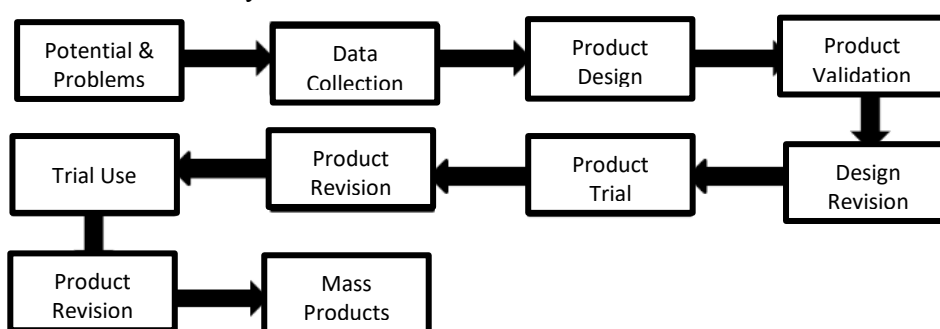 Potential &
Problems
Data
Collection
Product
Design
Product
Validation
Design
Revision
Product
Trial
Product
Revision
Trial Use
Product
Revision
Mass
Products